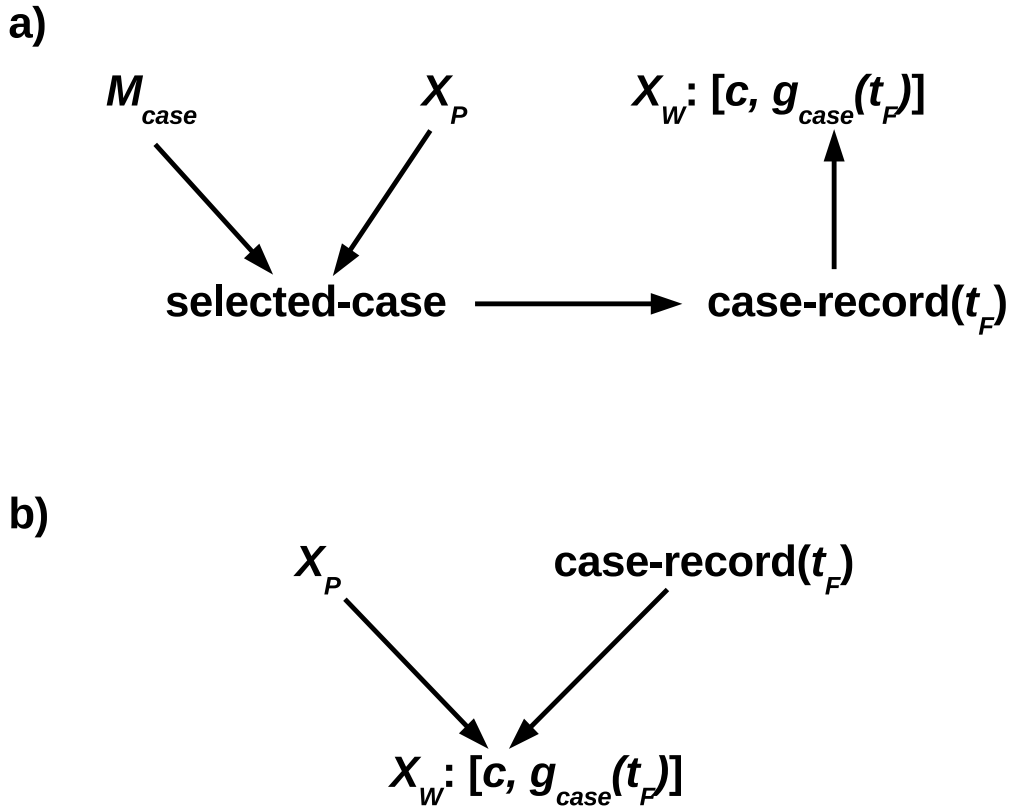 a)
M_case X_P X_W: [c, g_case(t_F)]
selected-case case-record(t_F)
b)
X_P case-record(t_F)
X_W: [c, g_case(t_F)]